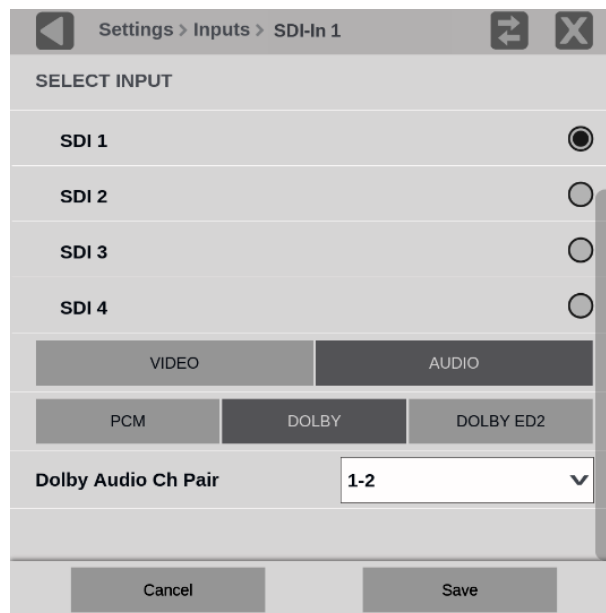 Settings > Inputs > SDI-In 1
SELECT INPUT
SDI 1
SDI 2
SDI 3
SDI 4
VIDEO AUDIO
PCM DOLBY DOLBY ED2
Dolby Audio Ch Pair 1-2
Cancel Save